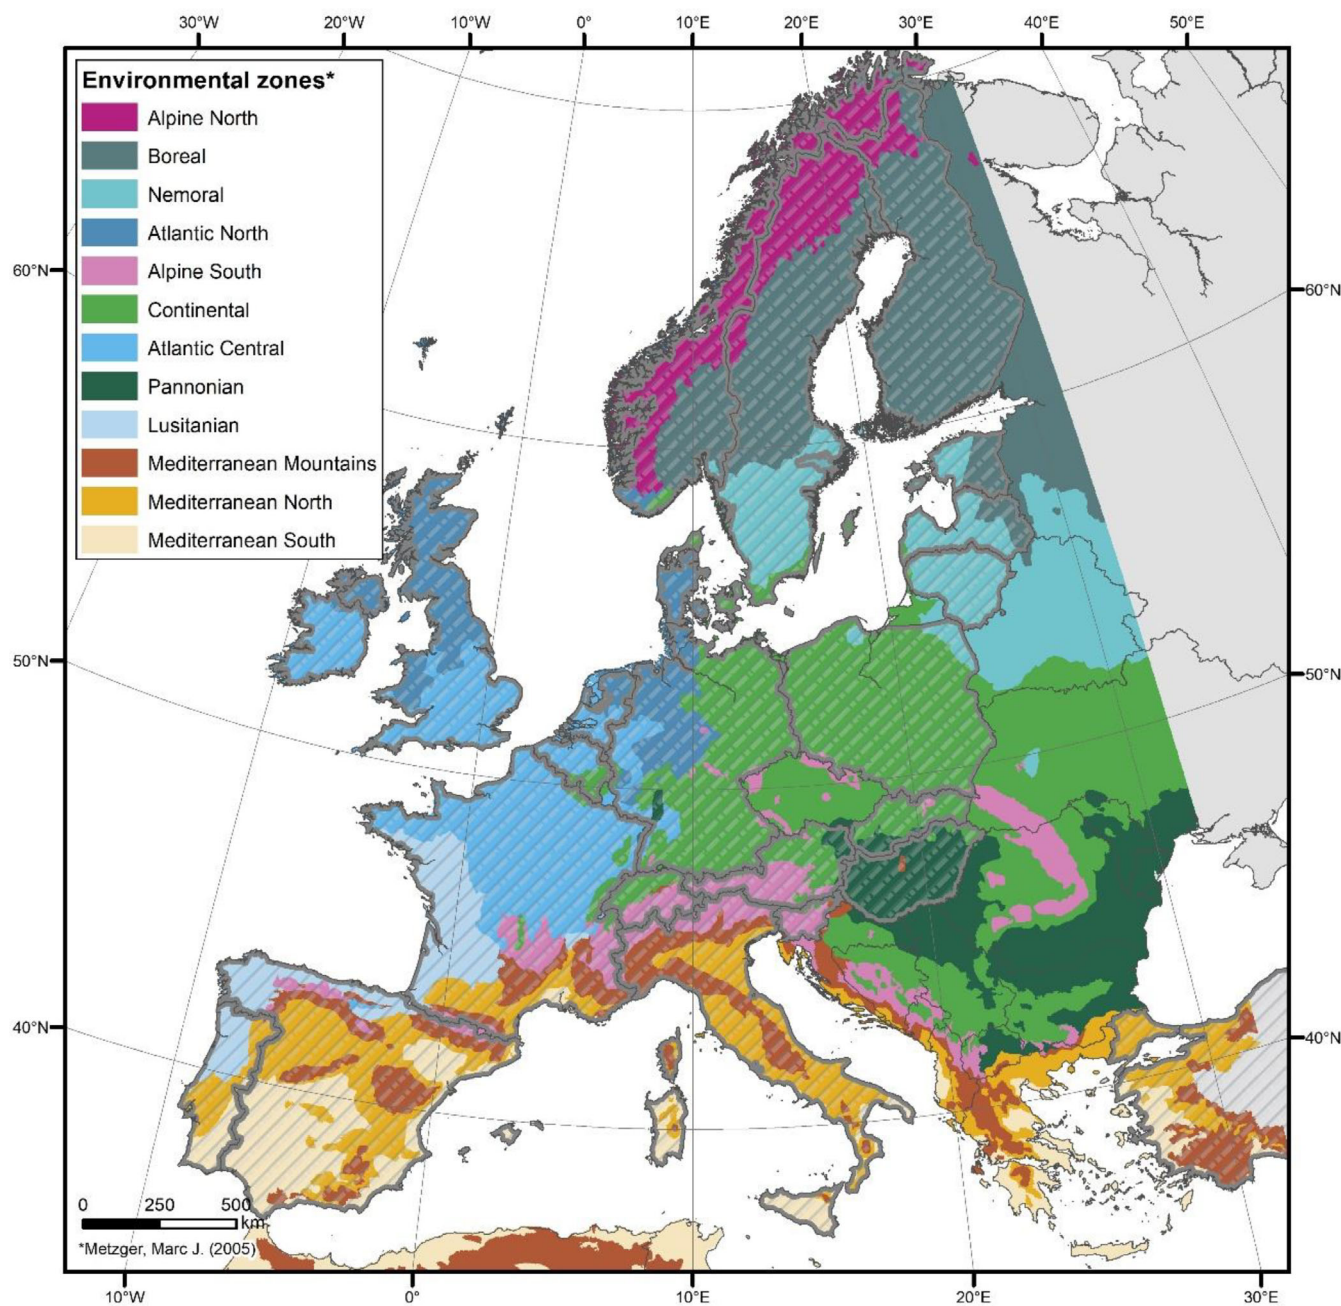 30°W 20°W 10°W 0° 10°E 20°E 30°E 40°E 50°E
Environmental zones*
Alpine North
Boreal
Nemoral
Atlantic North
Alpine South
Continental
Atlantic Central
Pannonian
Lusitanian
Mediterranean Mountains
Mediterranean North
Mediterranean South
60°N
60°N
50°N
50°N
40°N
40°N
0 250 500
km
*Metzger, Marc J. (2005)
10°W 0° 10°E 20°E 30°E